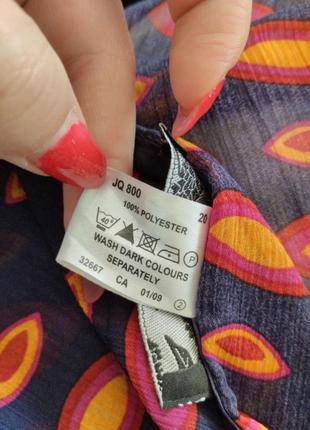 JQ 800
20
100% POLYESTER
40° P
WASH DARK COLOURS
SEPARATELY
32667 CA 01/09 2